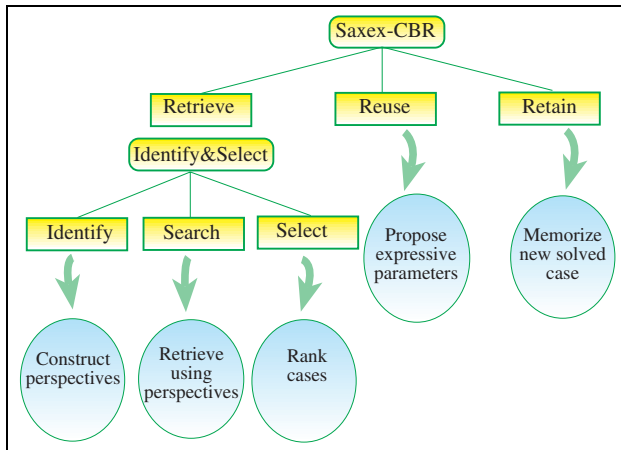 Saxex-CBR
Retrieve
Reuse
Retain
Identify&Select
Identify
Search
Select
Propose
expressive
parameters
Memorize
new solved
case
Construct
perspectives
Retrieve
using
perspectives
Rank
cases